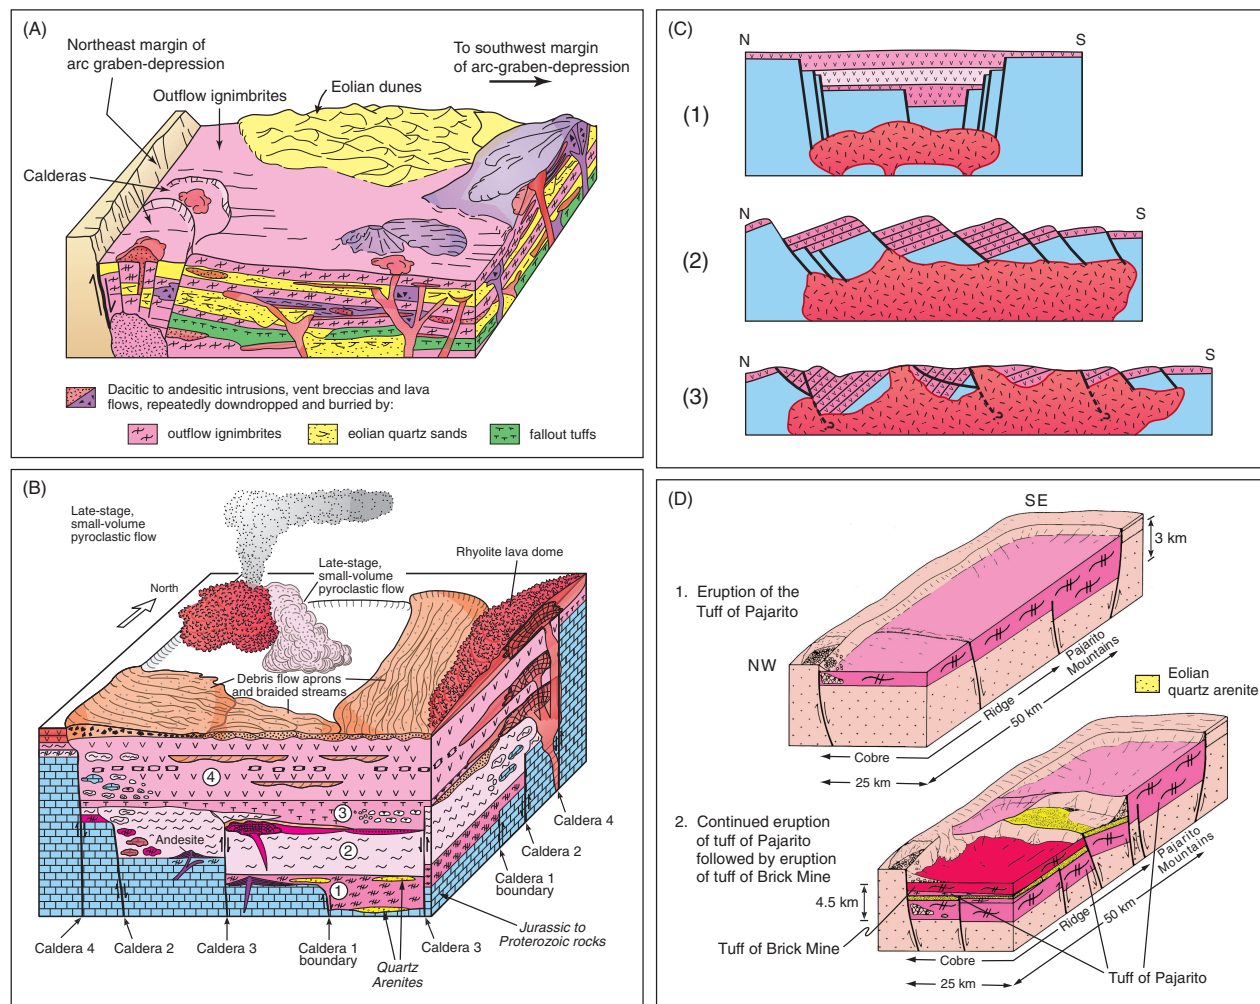 (A)
Northeast margin of
arc graben-depression
To southwest margin
of arc-graben-depression
Outflow ignimbrites
Eolian dunes
Calderas
Dacitic to andesitic intrusions, vent breccias and lava
flows, repeatedly downdropped and burried by:
outflow ignimbrites
eolian quartz sands
fallout tuffs
(B)
Late-stage,
small-volume
pyroclastic flow
North
Late-stage,
small-volume
pyroclastic flow
Rhyolite lava dome
Debris flow aprons
and braided streams
4
3
Andesite
2
1
Caldera 4
Caldera 2
Caldera 1
boundary
Jurassic to
Proterozoic rocks
Caldera 4
Caldera 2
Caldera 3
Caldera 1
boundary
Quartz
Arenites
Caldera 3
(C)
N
S
(1)
N
S
(2)
N
S
(3)
?
?
(D)
SE
3 km
1. Eruption of the
Tuff of Pajarito
NW
Pajarito
Mountains
Ridge
50 km
Cobre
25 km
Eolian
quartz arenite
2. Continued eruption
of tuff of Pajarito
followed by eruption
of tuff of Brick Mine
4.5 km
Pajarito
Mountains
Ridge
50 km
Tuff of Brick Mine
Cobre
25 km
Tuff of Pajarito